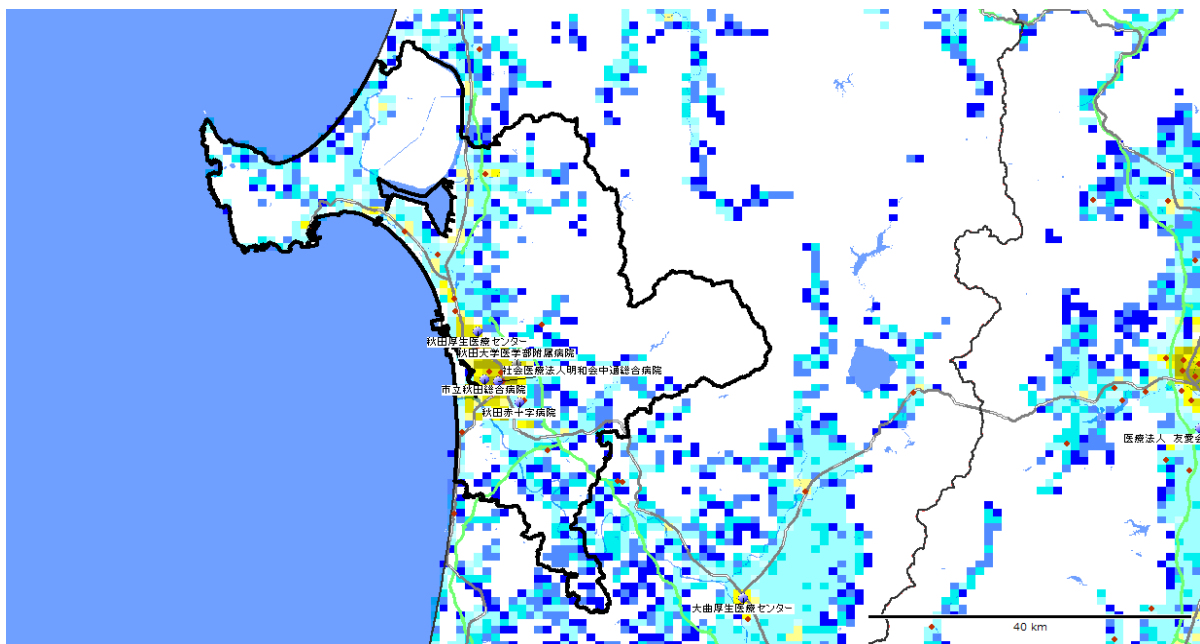 秋田厚生医療センター
秋田大学医学部附属病院
社会医療法人明和会中通総合病院
市立秋田総合病院
秋田赤十字病院
医療法人 友愛会
大曲厚生医療センター
40 km